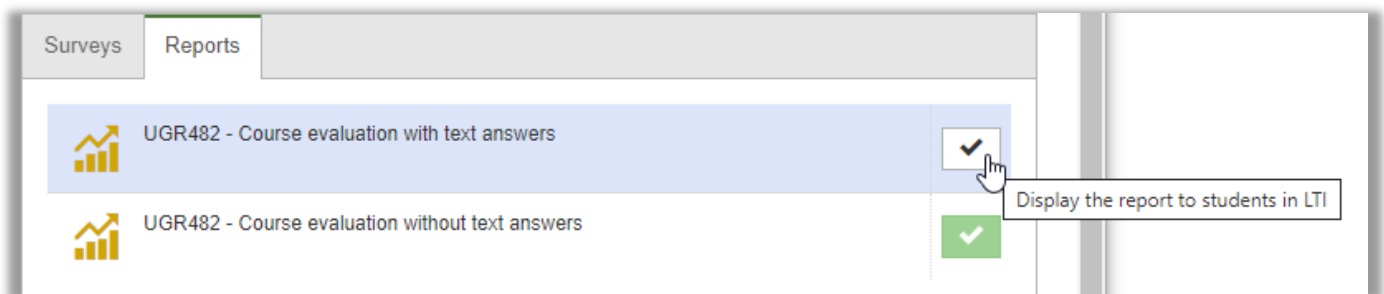 Surveys
Reports
UGR482 - Course evaluation with text answers
Display the report to students in LTI
UGR482 - Course evaluation without text answers